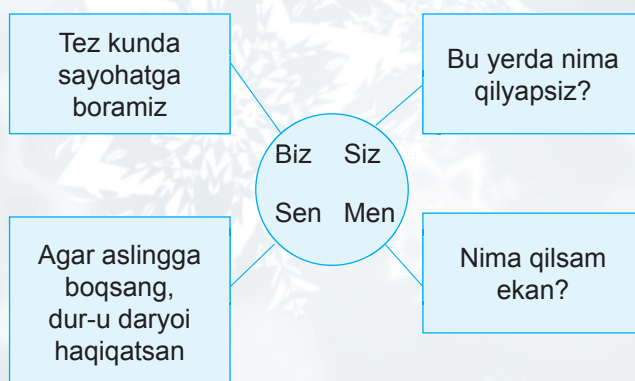 Tez kunda
sayohatga
boramiz
Bu yerda nima
qilyapsiz?
Biz Siz
Sen Men
Agar aslingga
boqsang,
dur-u daryoi
haqiqatsan
Nima qilsam
ekan?